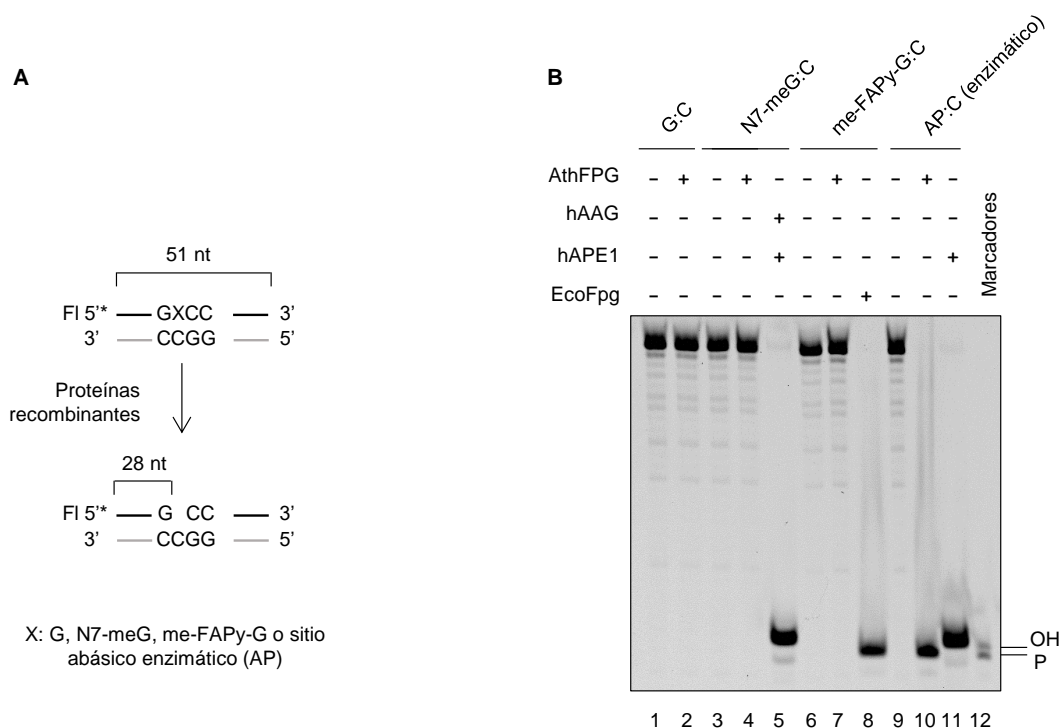 A
51 nt
Fl 5’* GXCC 3’
3’ CCGG 5’
Proteínas
recombinantes
28 nt
Fl 5’* G CC 3’
3’ CCGG 5’
X: G, N7-meG, me-FAPy-G o sitio
abásico enzimático (AP)
B
G:C
N7-meG:C
me-FAPy-G:C
AP:C (enzimático)
Marcadores
AthFPG – + – + – – + – – + –
hAAG – – – – + – – – – – –
hAPE1 – – – – + – – – – – +
EcoFpg – – – – – – – + – – –
OH
P
1 2 3 4 5 6 7 8 9 10 11 12